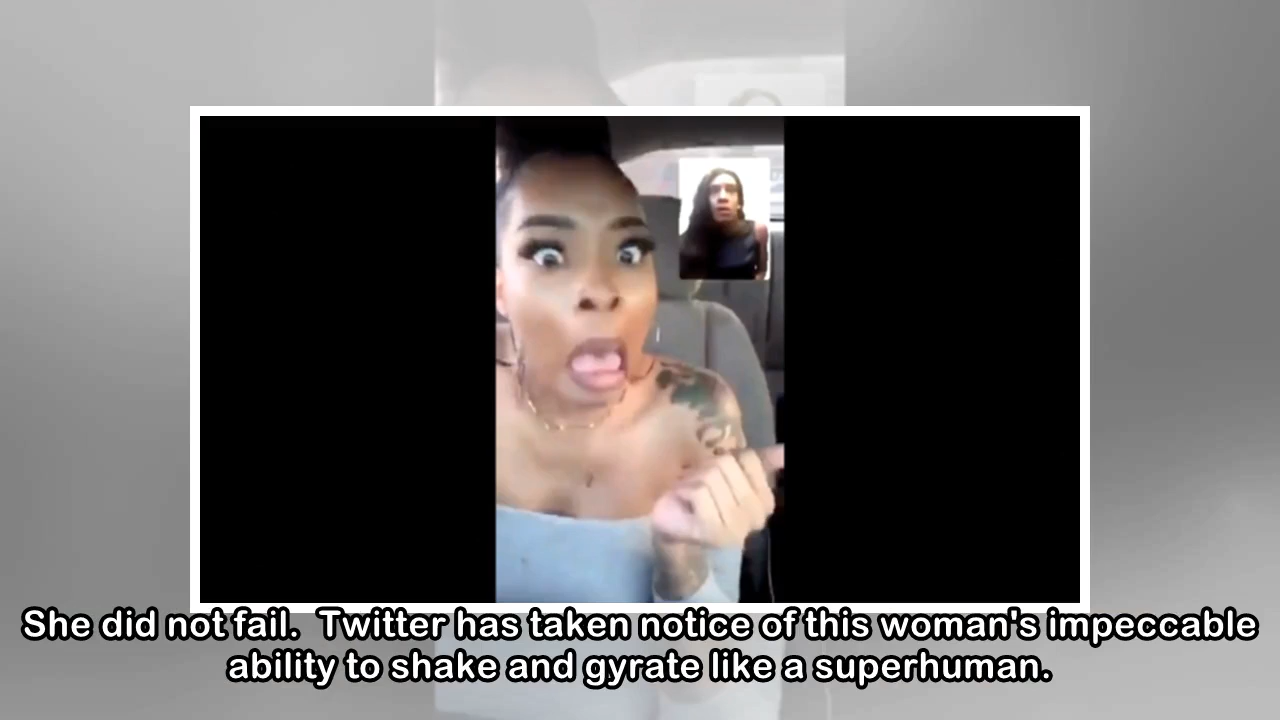 She did not fail.  Twitter has taken notice of this woman's impeccable
ability to shake and gyrate like a superhuman.